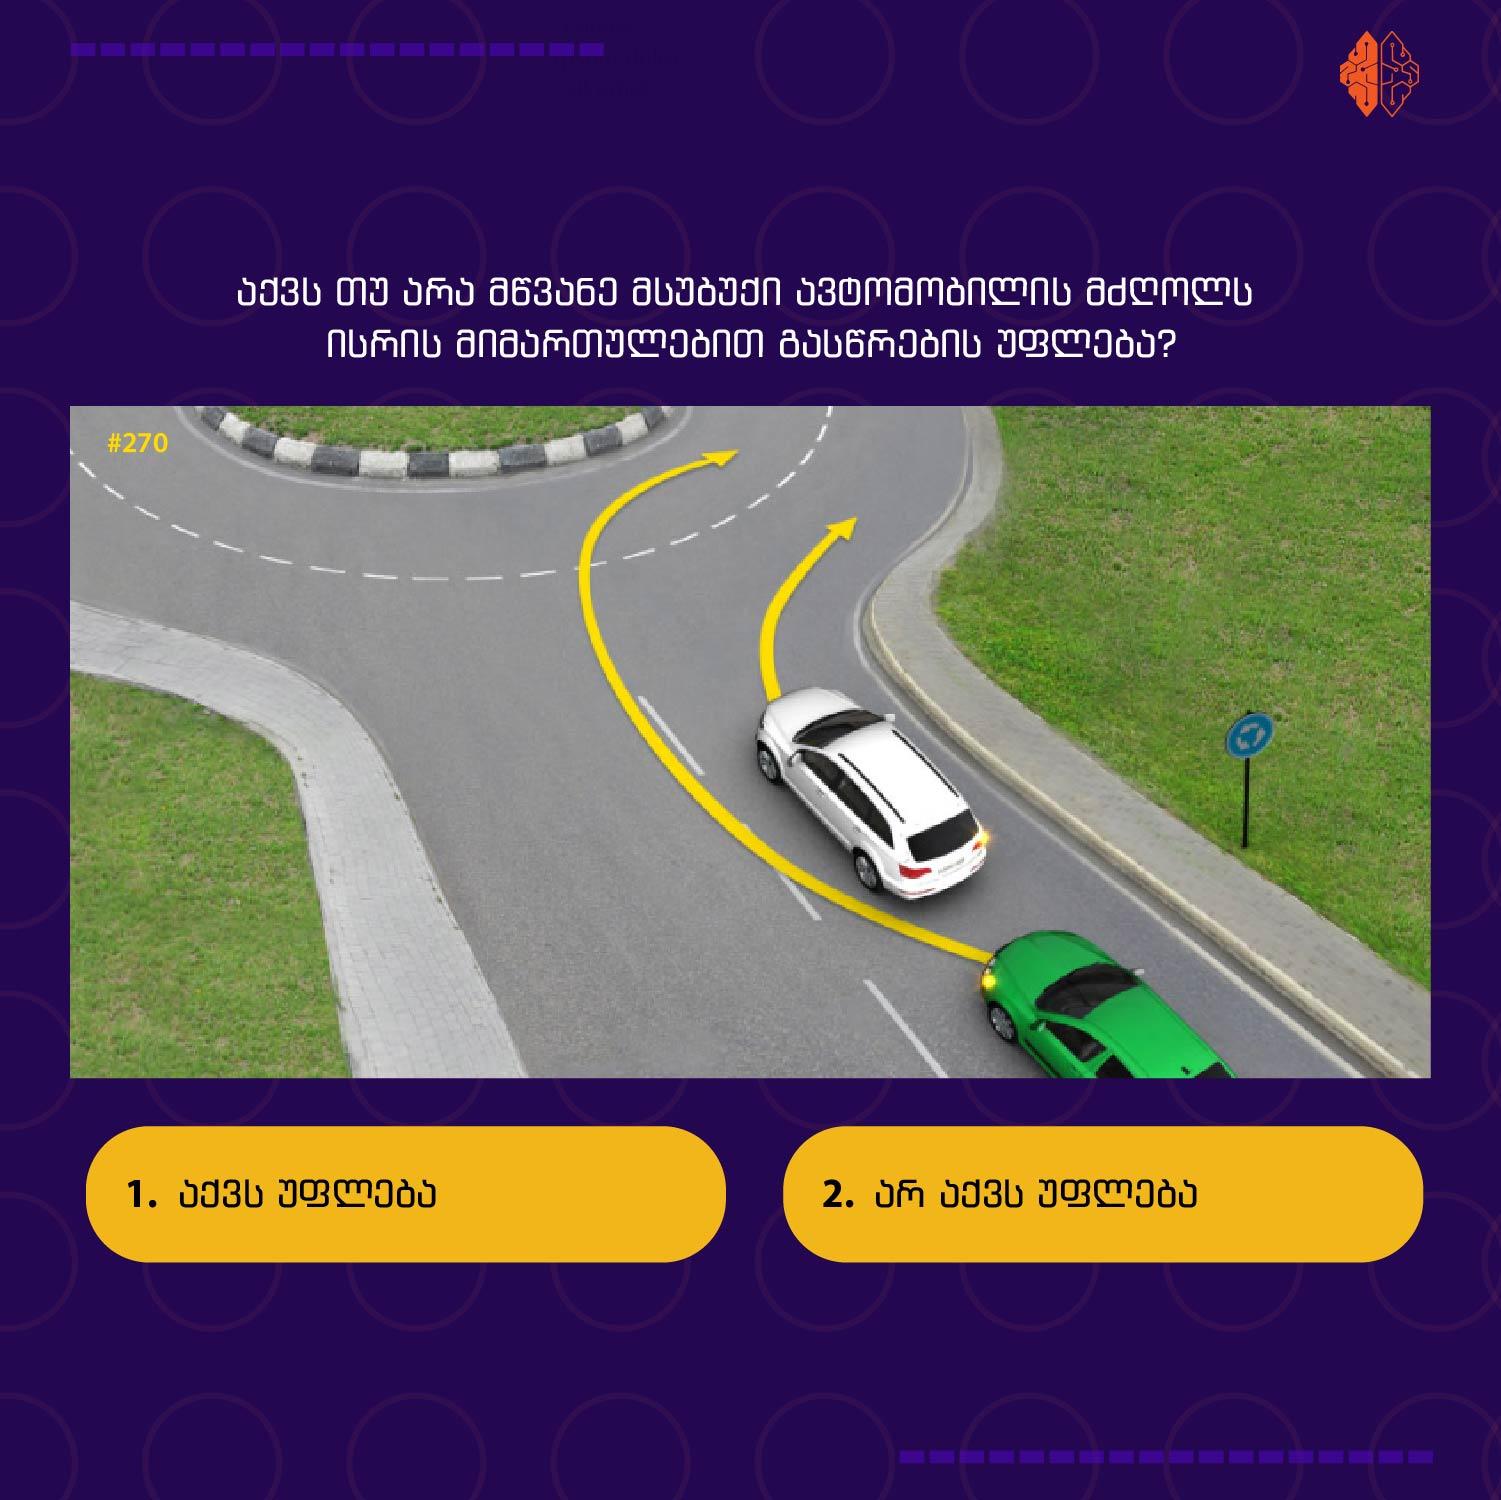 აქვს თუ არა მწვანე მსუბუქი ავტომობილის მძღოლს
ისრის მიმართულებით გასწრების უფლება?
#270
1. აქვს უფლება
2. არ აქვს უფლება